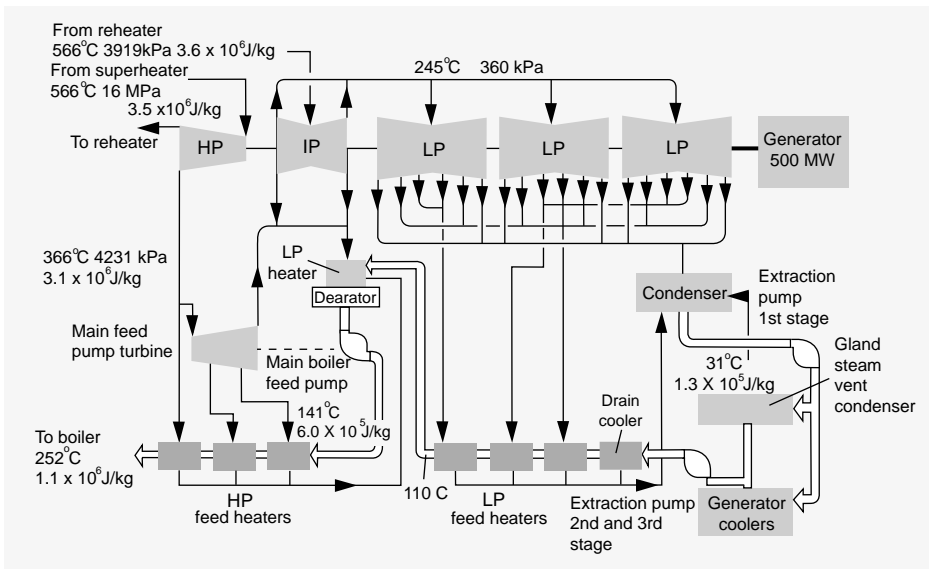 From reheater
566°C 3919kPa 3.6 x 10⁶J/kg
From superheater
566°C 16 MPa
3.5 x10⁶J/kg
To reheater
245°C 360 kPa
HP
IP
LP
LP
LP
Generator
500 MW
366°C 4231 kPa
3.1 x 10⁶J/kg
LP
heater
Dearator
Condenser
Extraction
pump
1st stage
Main feed
pump turbine
Main boiler
feed pump
31°C
1.3 X 10⁵J/kg
Gland
steam
vent
condenser
141°C
6.0 X 10⁵J/kg
Drain
cooler
To boiler
252°C
1.1 x 10⁶J/kg
110 C
HP
feed heaters
LP
feed heaters
Extraction pump
2nd and 3rd
stage
Generator
coolers